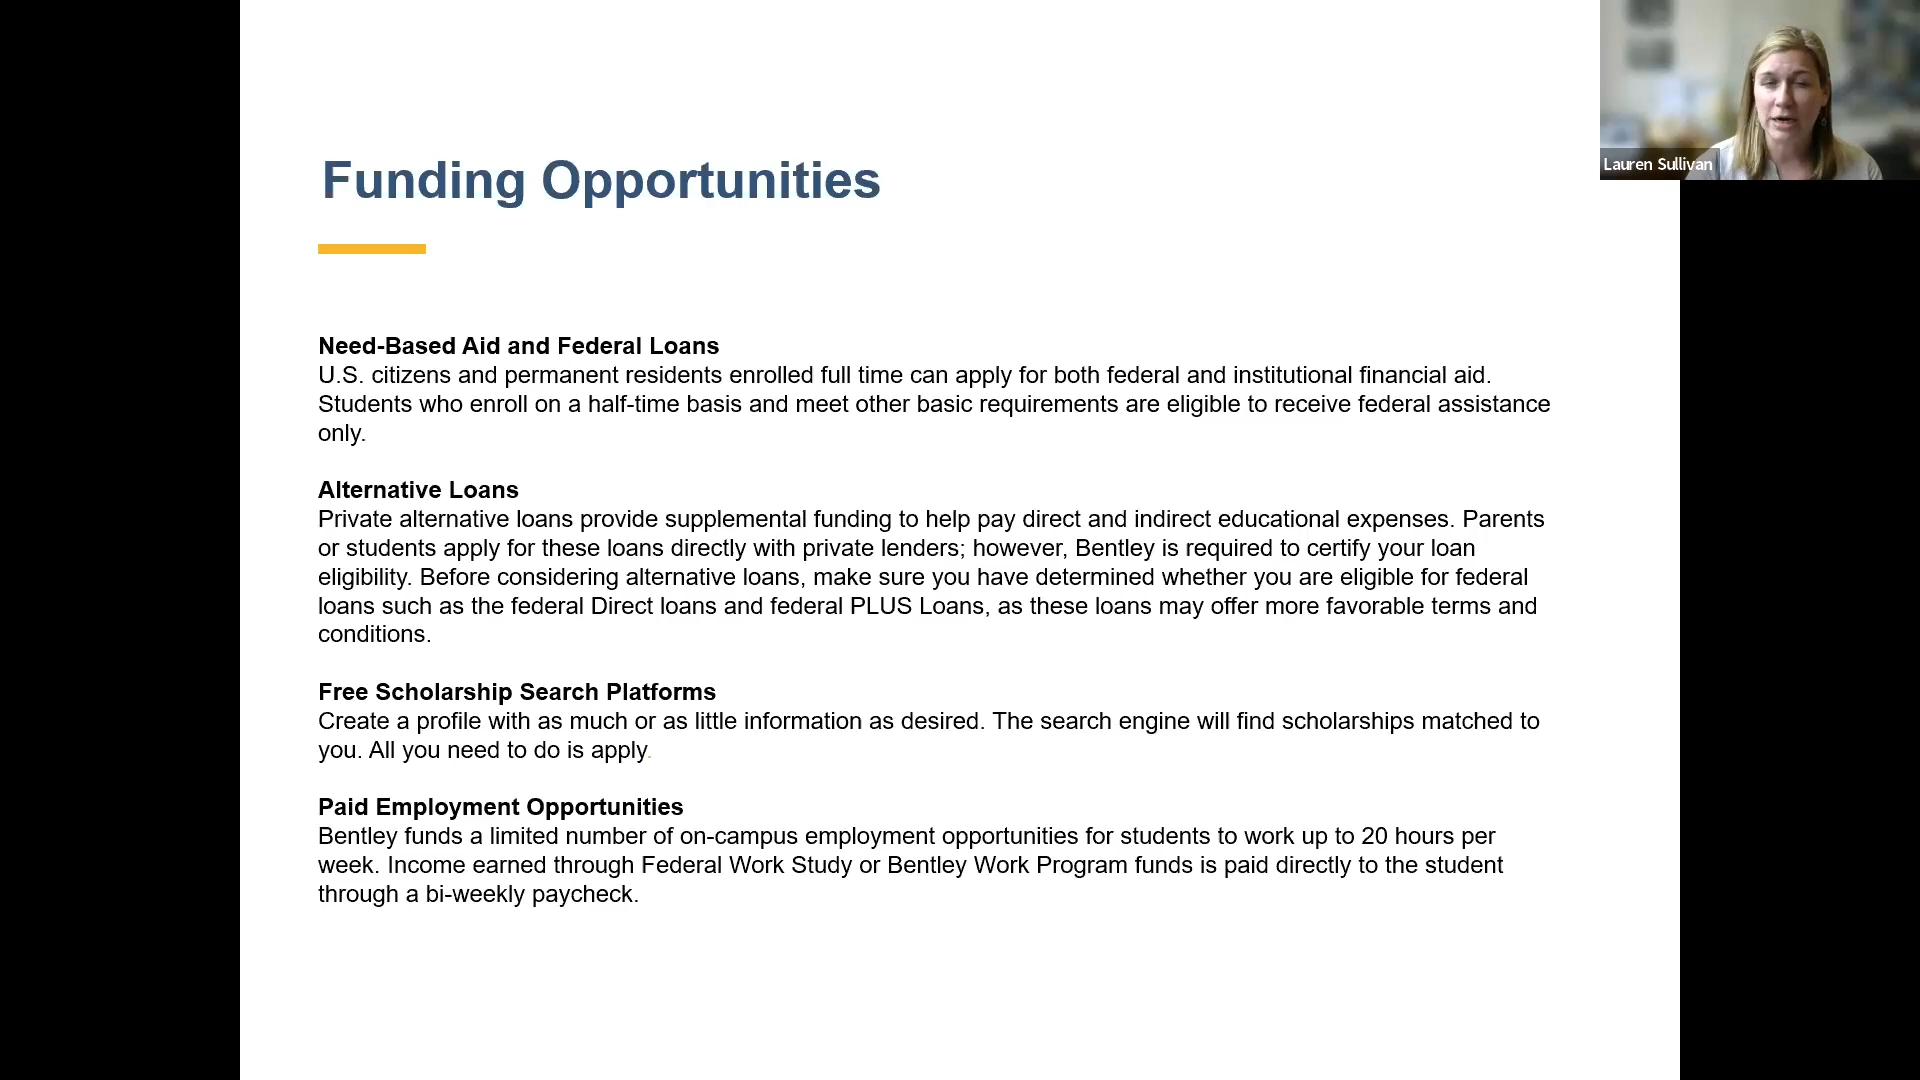 Funding Opportunities
Lauren Sullivan
Need-Based Aid and Federal Loans
U.S. citizens and permanent residents enrolled full time can apply for both federal and institutional financial aid.
Students who enroll on a half-time basis and meet other basic requirements are eligible to receive federal assistance
only.
Alternative Loans
Private alternative loans provide supplemental funding to help pay direct and indirect educational expenses. Parents
or students apply for these loans directly with private lenders; however, Bentley is required to certify your loan
eligibility. Before considering alternative loans, make sure you have determined whether you are eligible for federal
loans such as the federal Direct loans and federal PLUS Loans, as these loans may offer more favorable terms and
conditions.
Free Scholarship Search Platforms
Create a profile with as much or as little information as desired. The search engine will find scholarships matched to
you. All you need to do is apply.
Paid Employment Opportunities
Bentley funds a limited number of on-campus employment opportunities for students to work up to 20 hours per
week. Income earned through Federal Work Study or Bentley Work Program funds is paid directly to the student
through a bi-weekly paycheck.